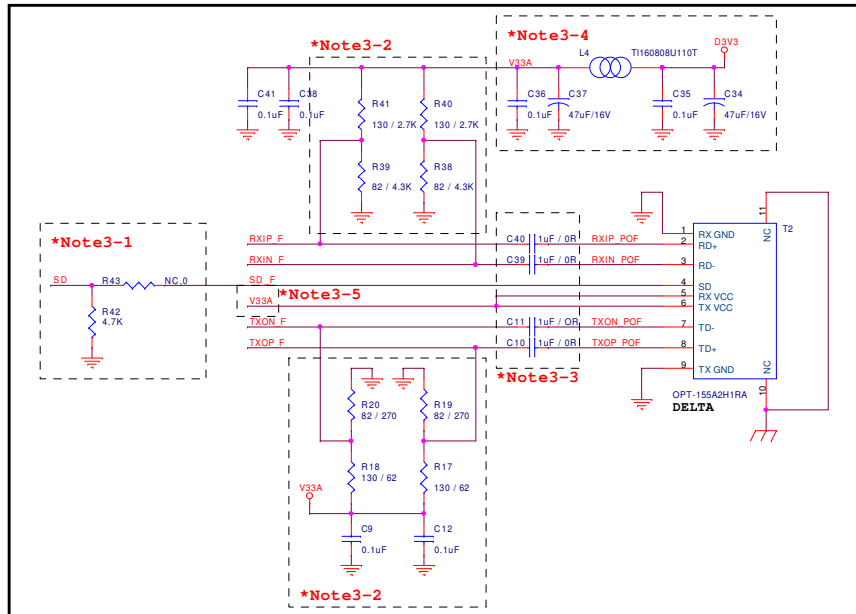 *Note3-4
D3V3
*Note3-2
V33A
L4
TI160808U110T
C41
0.1uF
C38
0.1uF
R41
130 / 2.7K
R40
130 / 2.7K
C36
0.1uF
C37
47uF/16V
C35
0.1uF
C34
47uF/16V
R39
82 / 4.3K
R38
82 / 4.3K
*Note3-1
SD
R43
NC,0
R42
4.7K
RXIP_F
C40
1uF / 0R
RXIP_POF
RXIN_F
C39
1uF / 0R
RXIN_POF
SD_F
V33A
*Note3-5
TXON_F
C11
1uF / OR
TXON_POF
TXOP_F
C10
1uF / 0R
TXOP_POF
*Note3-3
11
NC
T2
1
RX GND
2
RD+
3
RD-
4
SD
5
RX VCC
6
TX VCC
7
TD-
8
TD+
9
TX GND
NC
10
OPT-155A2H1RA
DELTA
R20
82 / 270
R19
82 / 270
R18
130 / 62
R17
130 / 62
V33A
C9
0.1uF
C12
0.1uF
*Note3-2